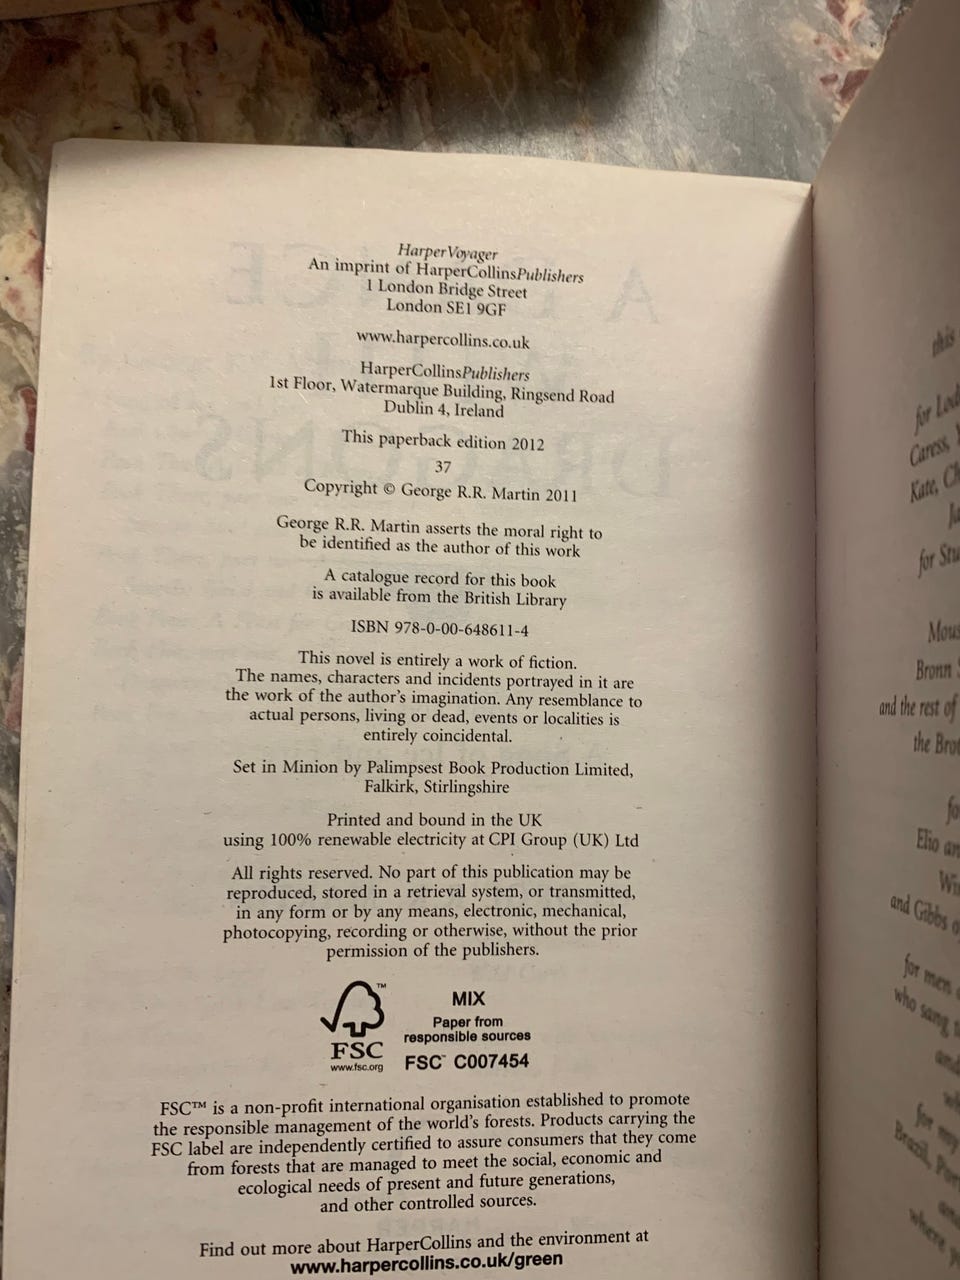 HarperVoyager
An imprint of HarperCollinsPublishers
1 London Bridge Street
London SE1 9GF
www.harpercollins.co.uk
HarperCollinsPublishers
1st Floor, Watermarque Building, Ringsend Road
Dublin 4, Ireland
This paperback edition 2012
37
Copyright © George R.R. Martin 2011
George R.R. Martin asserts the moral right to
be identified as the author of this work
A catalogue record for this book
is available from the British Library
ISBN 978-0-00-648611-4
This novel is entirely a work of fiction.
The names, characters and incidents portrayed in it are
the work of the author's imagination. Any resemblance to
actual persons, living or dead, events or localities is
entirely coincidental.
Set in Minion by Palimpsest Book Production Limited,
Falkirk, Stirlingshire
Printed and bound in the UK
using 100% renewable electricity at CPI Group (UK) Ltd
All rights reserved. No part of this publication may be
reproduced, stored in a retrieval system, or transmitted,
in any form or by any means, electronic, mechanical,
photocopying, recording or otherwise, without the prior
permission of the publishers.
™
FSC
www.fsc.org
MIX
Paper from
responsible sources
FSC™ C007454
FSC™ is a non-profit international organisation established to promote
the responsible management of the world's forests. Products carrying the
FSC label are independently certified to assure consumers that they come
from forests that are managed to meet the social, economic and
ecological needs of present and future generations,
and other controlled sources.
Find out more about HarperCollins and the environment at
www.harpercollins.co.uk/green
this
for
Caress,
Kate,
for
Bronn
and the rest of
the
Elio
and Gibbs
for men
who sang
for my
Brazil,
where